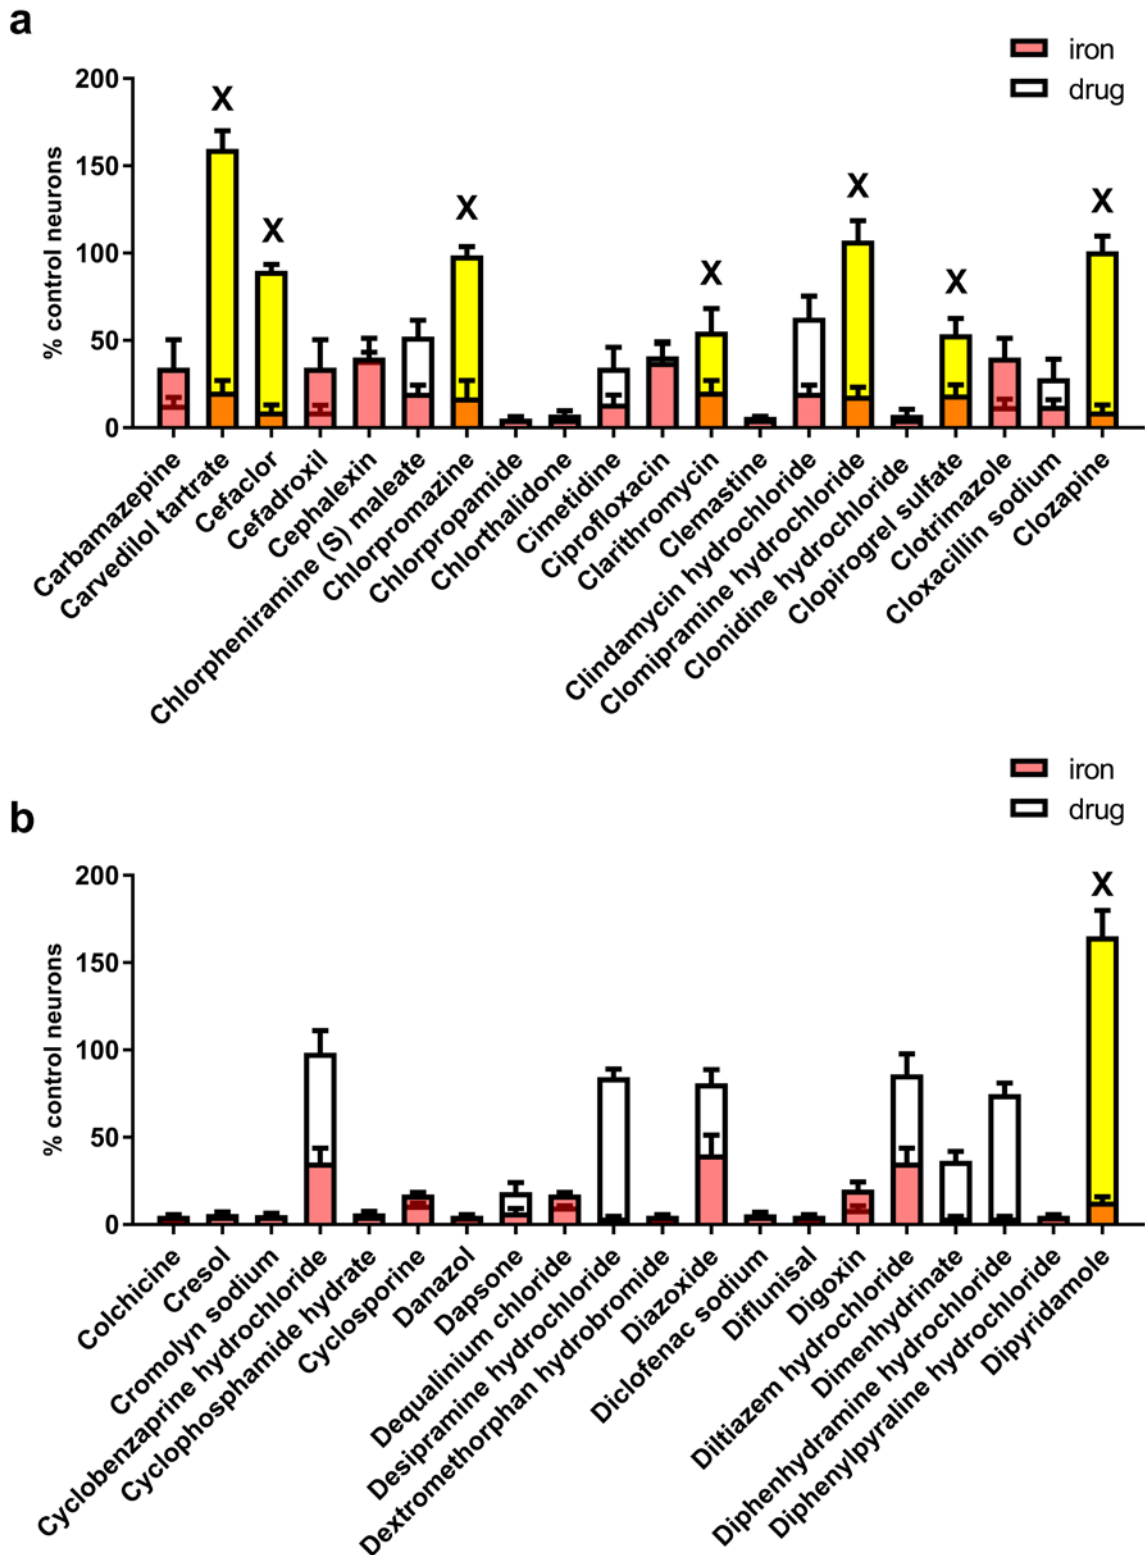 a
iron
drug
200
150
100
50
0
% control neurons
X
X
X
X
X
X
X
Carbamazepine
Carvedilol tartrate
Cefaclor
Cefadroxil
Cephalexin
Chlorpheniramine (S) maleate
Chlorpromazine
Chlorpropamide
Chlorthalidone
Cimetidine
Ciprofloxacin
Clarithromycin
Clemastine
Clindamycin hydrochloride
Clomipramine hydrochloride
Clonidine hydrochloride
Clopirogrel sulfate
Clotrimazole
Cloxacillin sodium
Clozapine
b
iron
drug
200
150
100
50
0
% control neurons
X
Colchicine
Cresol
Cromolyn sodium
Cyclobenzaprine hydrochloride
Cyclophosphamide hydrate
Cyclosporine
Danazol
Dapsone
Dequalinium chloride
Desipramine hydrochloride
Dextromethorphan hydrobromide
Diazoxide
Diclofenac sodium
Diflunisal
Digoxin
Diltiazem hydrochloride
Dimenhydrinate
Diphenhydramine hydrochloride
Diphenylpyraline hydrochloride
Dipyridamole